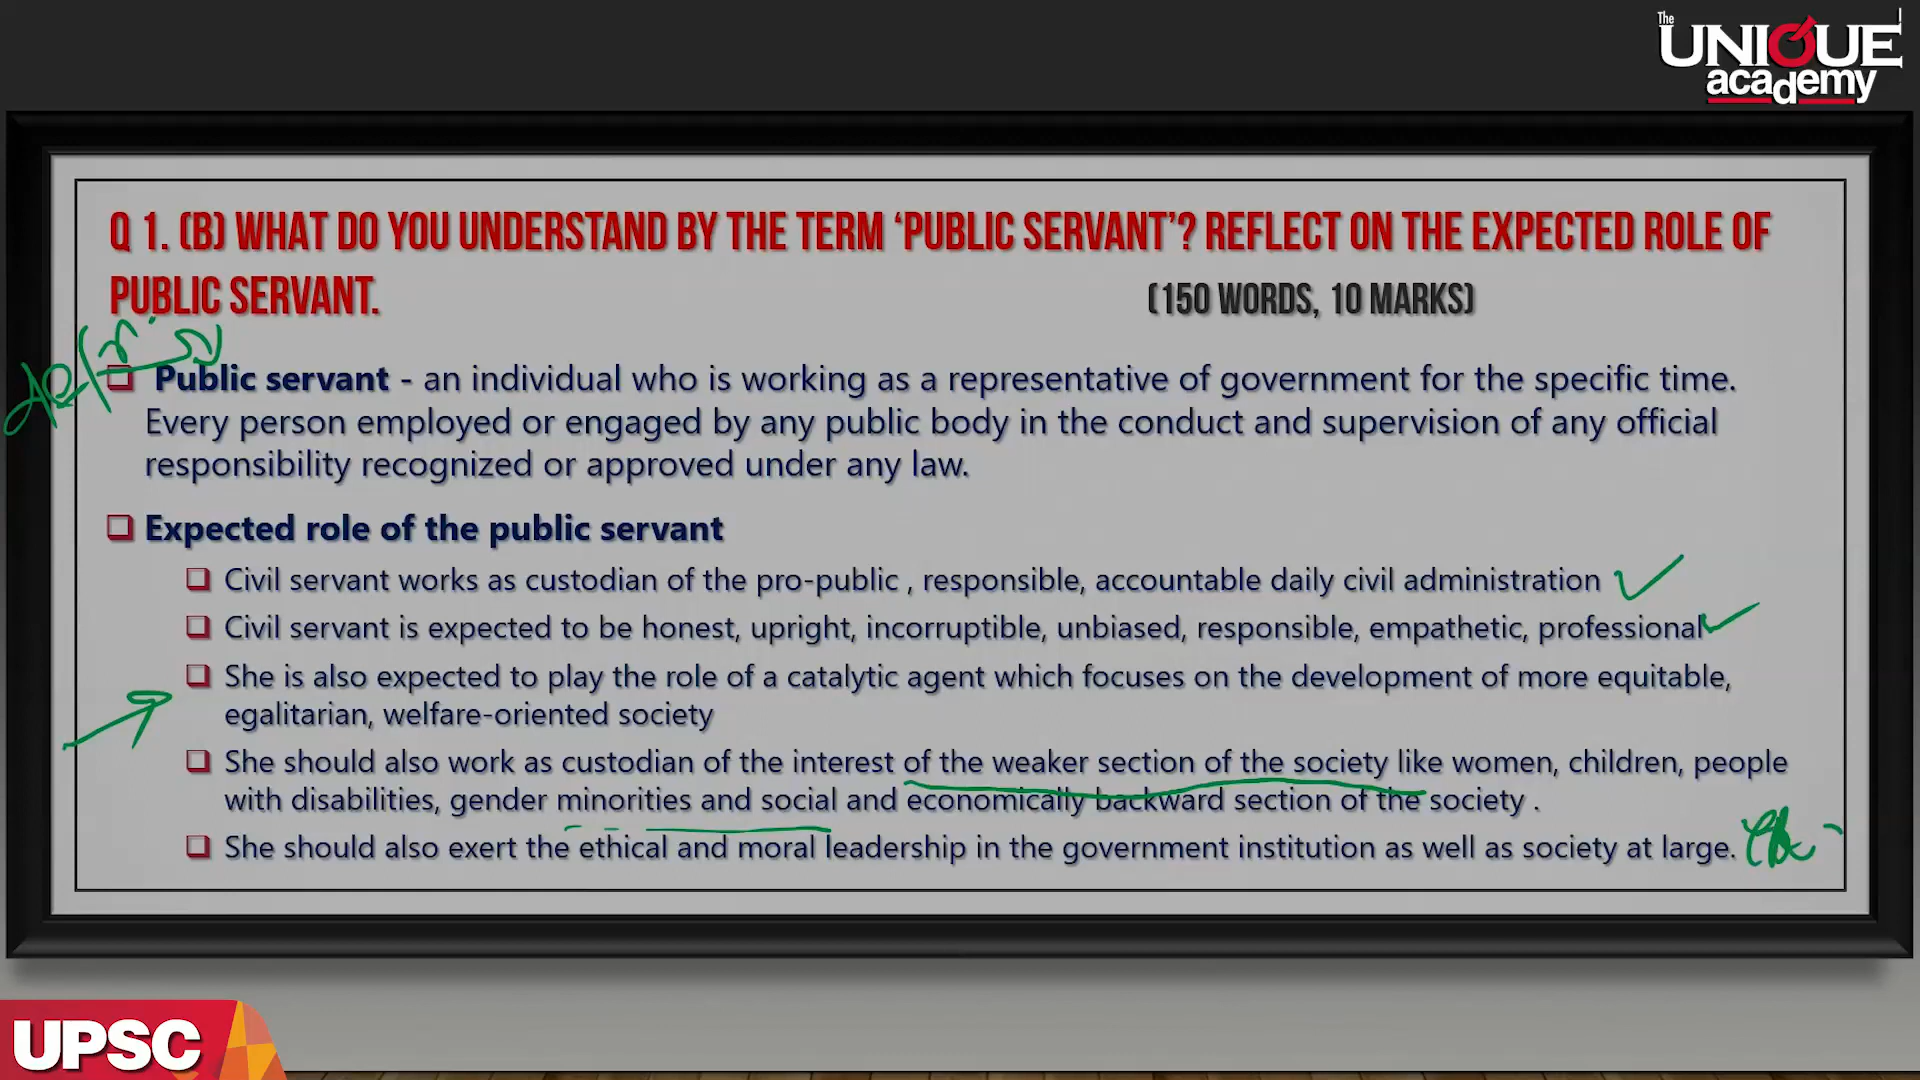 The
UNIQUE
academy
Q 1. (B) WHAT DO YOU UNDERSTAND BY THE TERM ‘PUBLIC SERVANT’? REFLECT ON THE EXPECTED ROLE OF
PUBLIC SERVANT. (150 WORDS, 10 MARKS)
Public servant - an individual who is working as a representative of government for the specific time.
Every person employed or engaged by any public body in the conduct and supervision of any official
responsibility recognized or approved under any law.
Expected role of the public servant
Civil servant works as custodian of the pro-public , responsible, accountable daily civil administration
Civil servant is expected to be honest, upright, incorruptible, unbiased, responsible, empathetic, professional
She is also expected to play the role of a catalytic agent which focuses on the development of more equitable,
egalitarian, welfare-oriented society
She should also work as custodian of the interest of the weaker section of the society like women, children, people
with disabilities, gender minorities and social and economically backward section of the society .
She should also exert the ethical and moral leadership in the government institution as well as society at large.
UPSC